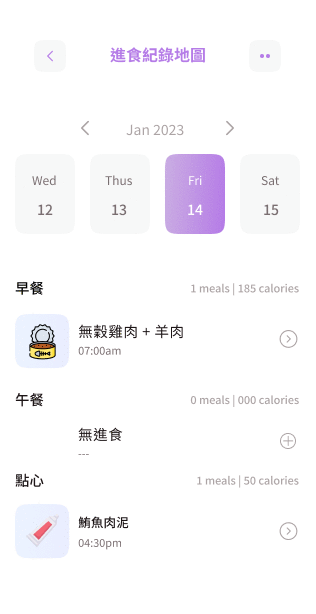 進食紀錄地圖
Jan 2023
Wed Thus Fri Sat
12 13 14 15
早餐 1 meals | 185 calories
無穀雞肉 + 羊肉
07:00am
午餐 0 meals | 000 calories
無進食
---
點心 1 meals | 50 calories
鮪魚肉泥
04:30pm